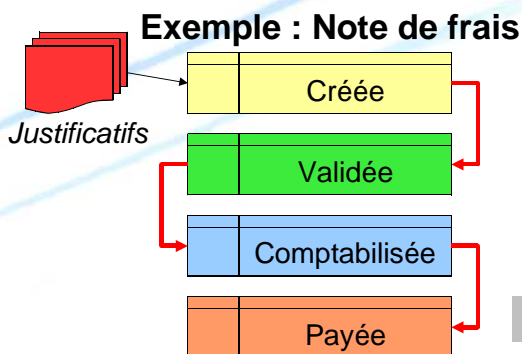 Exemple : Note de frais
Justificatifs
Créée
Validée
Comptabilisée
Payée